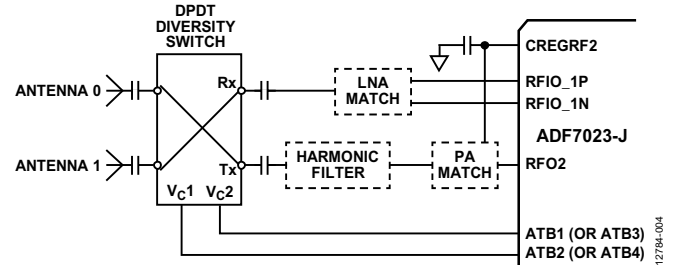 DPDT
DIVERSITY
SWITCH
ANTENNA 0
ANTENNA 1
Rx
Tx
VC1 VC2
LNA
MATCH
HARMONIC
FILTER
PA
MATCH
CREGRF2
RFIO_1P
RFIO_1N
ADF7023-J
RFO2
ATB1 (OR ATB3)
ATB2 (OR ATB4)
12784-004